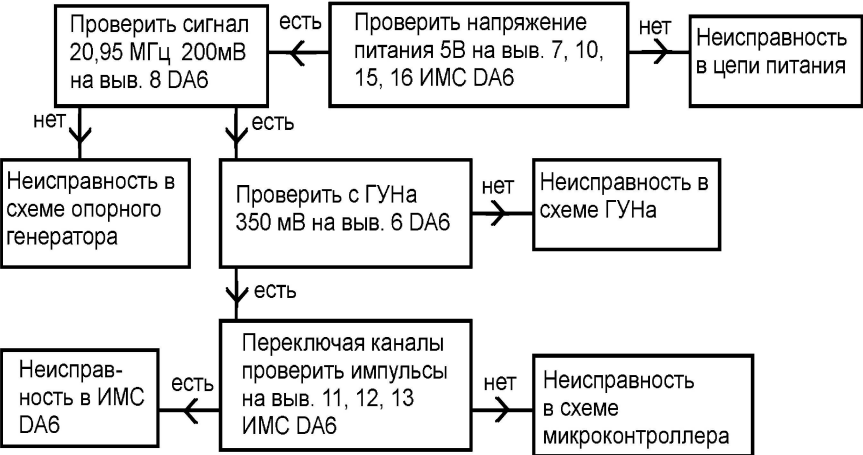 Проверить сигнал
20,95 МГц 200мВ
на выв. 8 DA6
есть
Проверить напряжение
питания 5В на выв. 7, 10,
15, 16 ИМС DA6
нет
Неисправность
в цепи питания
нет
есть
Неисправность в
схеме опорного
генератора
Проверить с ГУНа
350 мВ на выв. 6 DA6
нет
Неисправность в
схеме ГУНа
есть
Неисправ-
ность в ИМС
DA6
есть
Переключая каналы
проверить импульсы
на выв. 11, 12, 13
ИМС DA6
нет
Неисправность
в схеме
микроконтроллера